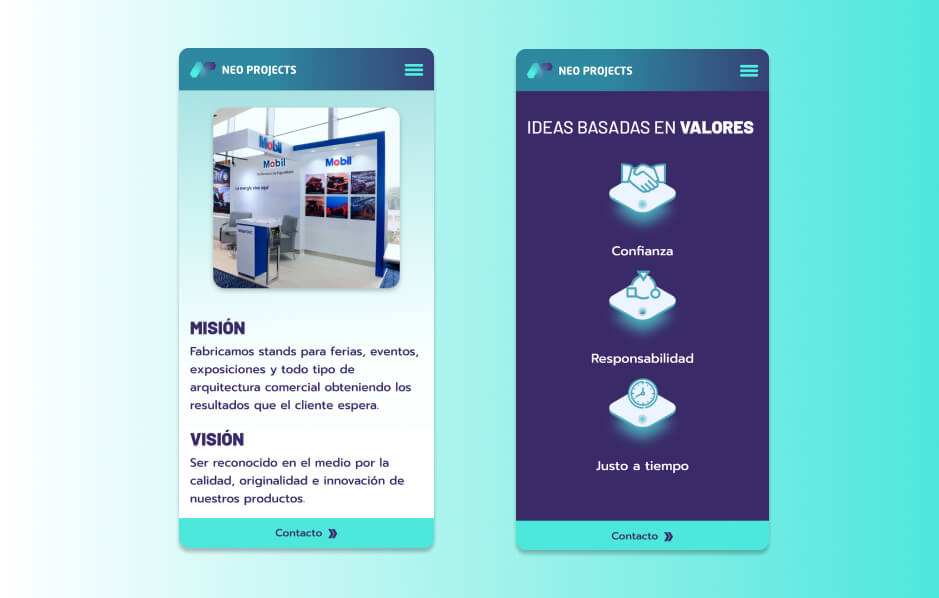 NEO PROJECTS
Mobil
Mobil
Mobil
La energía vive aquí
MISIÓN
Fabricamos stands para ferias, eventos,
exposiciones y todo tipo de
arquitectura comercial obteniendo los
resultados que el cliente espera.
VISIÓN
Ser reconocido en el medio por la
calidad, originalidad e innovación de
nuestros productos.
Contacto
NEO PROJECTS
IDEAS BASADAS EN VALORES
Confianza
Responsabilidad
Justo a tiempo
Contacto